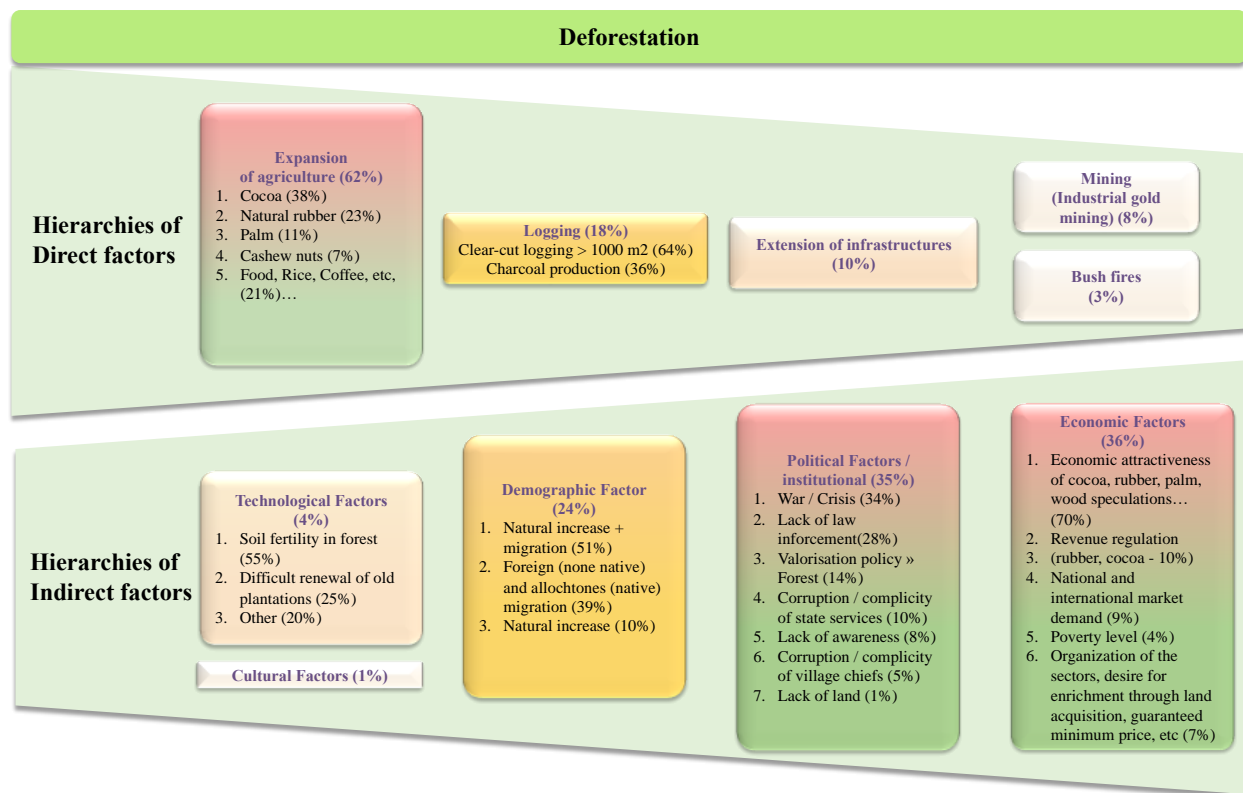 Deforestation
Hierarchies of
Direct factors
Expansion
of agriculture (62%)
1. Cocoa (38%)
2. Natural rubber (23%)
3. Palm (11%)
4. Cashew nuts (7%)
5. Food, Rice, Coffee, etc,
(21%)…
Logging (18%)
Clear-cut logging > 1000 m2 (64%)
Charcoal production (36%)
Extension of infrastructures
(10%)
Mining
(Industrial gold
mining) (8%)
Bush fires
(3%)
Hierarchies of
Indirect factors
Technological Factors
(4%)
1. Soil fertility in forest
(55%)
2. Difficult renewal of old
plantations (25%)
3. Other (20%)
Cultural Factors (1%)
Demographic Factor
(24%)
1. Natural increase +
migration (51%)
2. Foreign (none native)
and allochtones (native)
migration (39%)
3. Natural increase (10%)
Political Factors /
institutional (35%)
1. War / Crisis (34%)
2. Lack of law
inforcement(28%)
3. Valorisation policy »
Forest (14%)
4. Corruption / complicity
of state services (10%)
5. Lack of awareness (8%)
6. Corruption / complicity
of village chiefs (5%)
7. Lack of land (1%)
Economic Factors
(36%)
1. Economic attractiveness
of cocoa, rubber, palm,
wood speculations…
(70%)
2. Revenue regulation
3. (rubber, cocoa - 10%)
4. National and
international market
demand (9%)
5. Poverty level (4%)
6. Organization of the
sectors, desire for
enrichment through land
acquisition, guaranteed
minimum price, etc (7%)